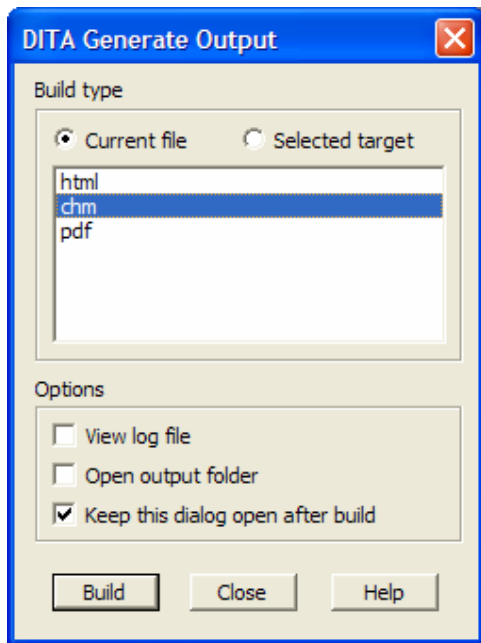 DITA Generate Output
Build type
Current file Selected target
html
chm
pdf
Options
View log file
Open output folder
Keep this dialog open after build
Build Close Help